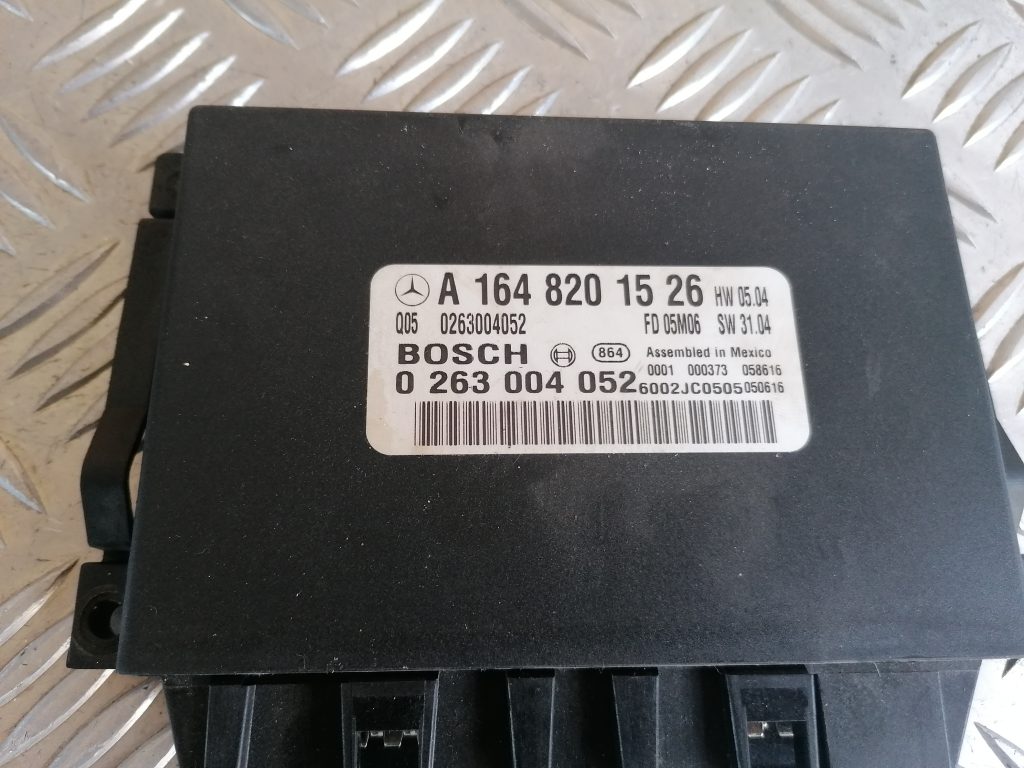 A 164 820 15 26 HW 05.04
Q05 0263004052 FD 05M06 SW 31.04
BOSCH 864 Assembled in Mexico
0001 000373 058616
0 263 004 052 6002JC0505 050616